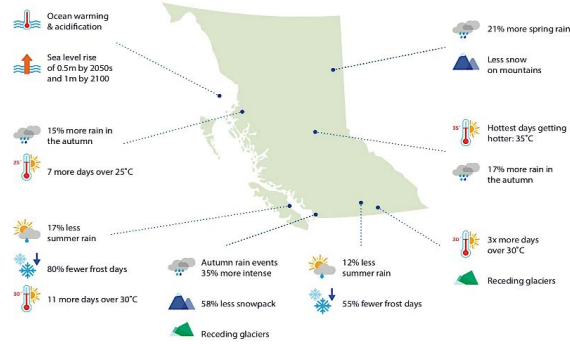 Ocean warming
& acidification
Sea level rise
of 0.5m by 2050s
and 1m by 2100
15% more rain in
the autumn
25˚
7 more days over 25˚C
17% less
summer rain
80% fewer frost days
30˚
11 more days over 30˚C
Autumn rain events
35% more intense
58% less snowpack
Receding glaciers
12% less
summer rain
55% fewer frost days
21% more spring rain
Less snow
on mountains
35˚
Hottest days getting
hotter: 35˚C
17% more rain in
the autumn
30˚
3x more days
over 30˚C
Receding glaciers